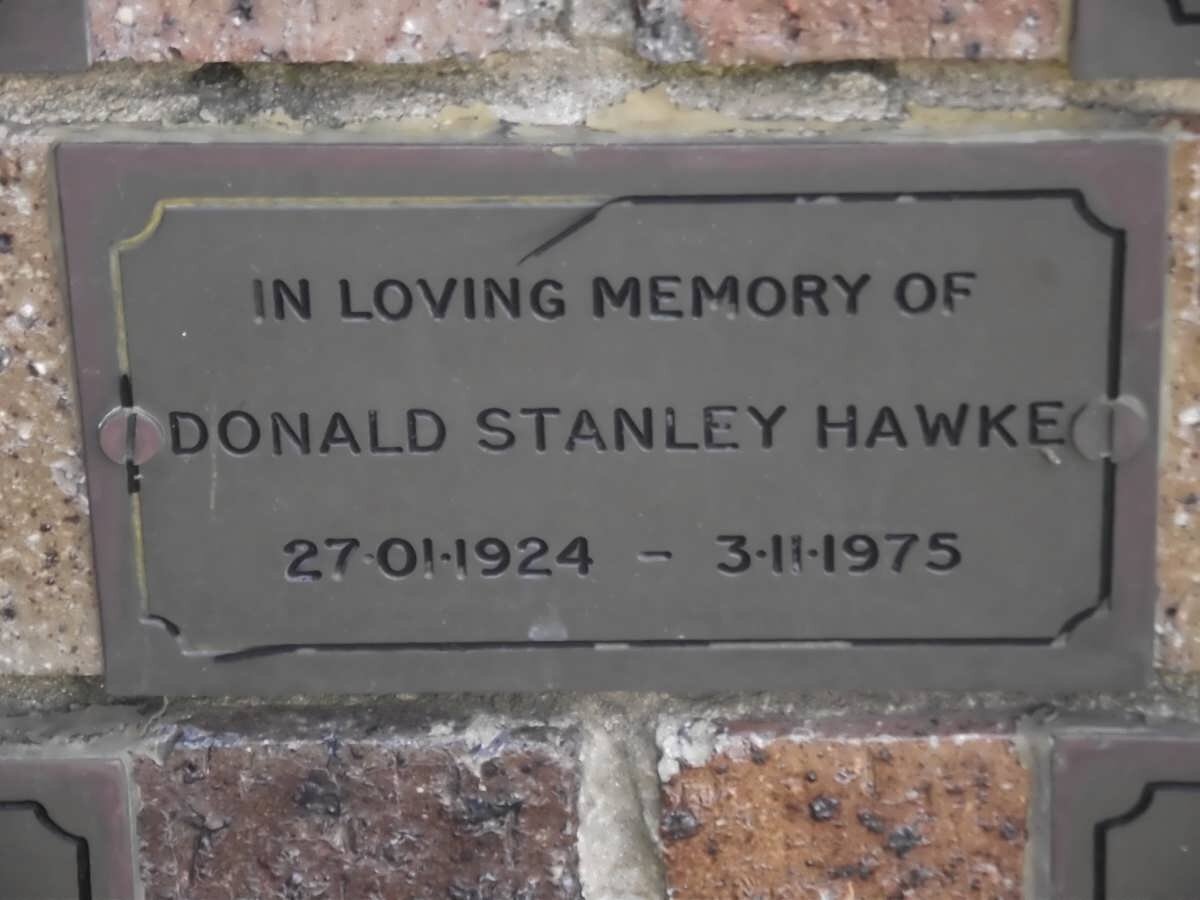 IN LOVING MEMORY OF
DONALD STANLEY HAWKE
27·01·1924 – 3·11·1975